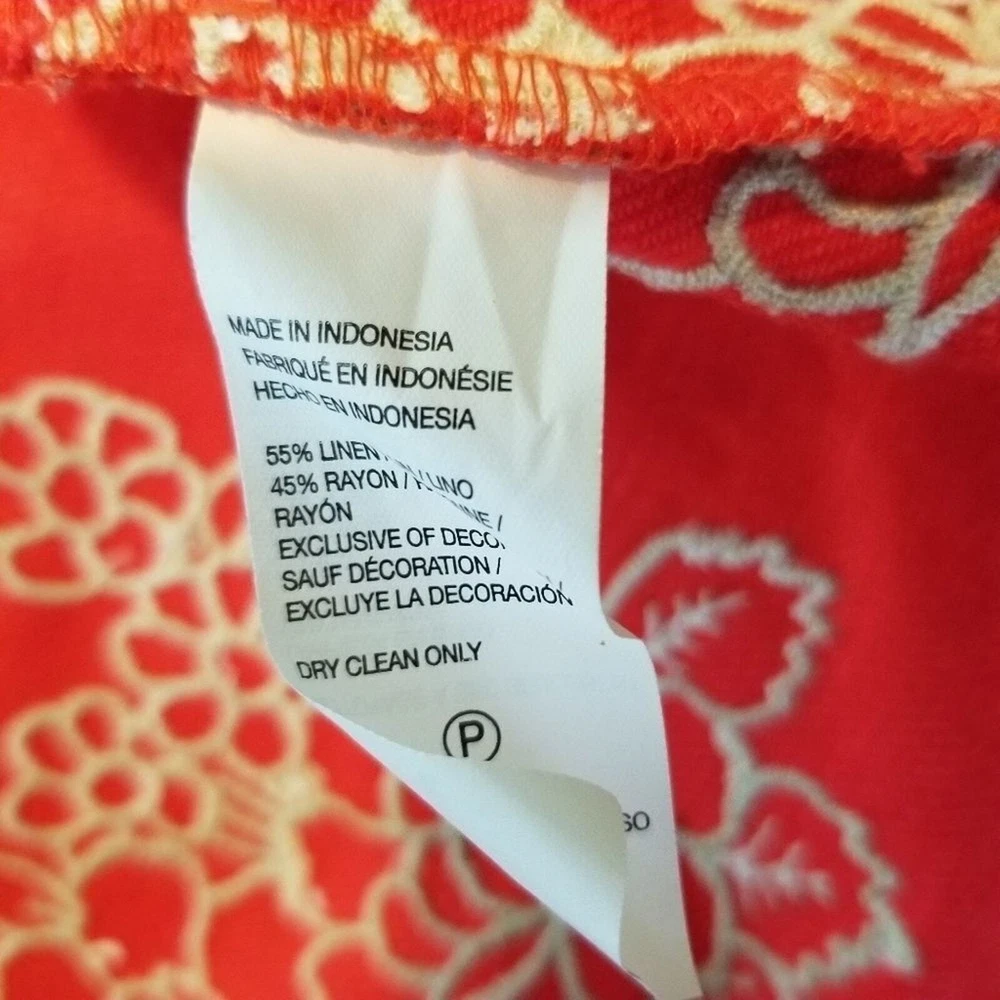 MADE IN INDONESIA
FABRIQUÉ EN INDONÉSIE
HECHO EN INDONESIA
55% LINEN
45% RAYON /
RAYÓN
EXCLUSIVE OF
SAUF DÉCORATION /
EXCLUYE LA DECORACIÓN
DRY CLEAN ONLY
P